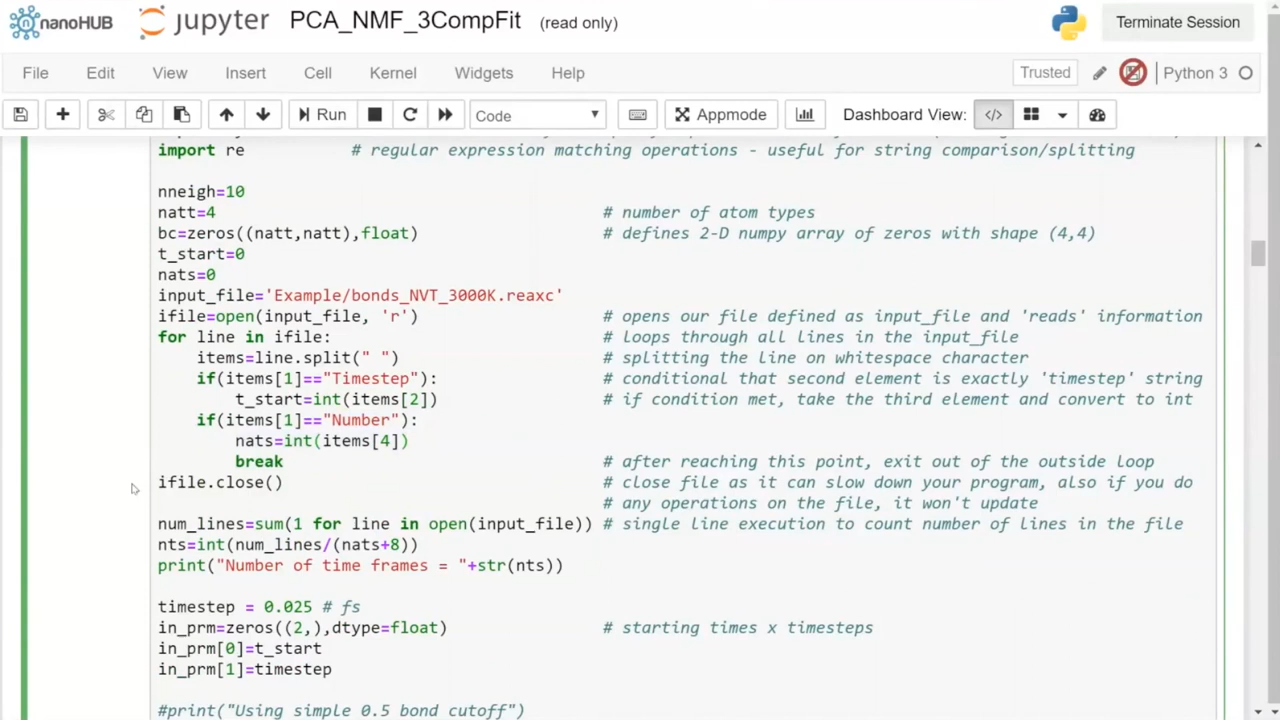 nanoHUB jupyter PCA_NMF_3CompFit (read only) Terminate Session
File Edit View Insert Cell Kernel Widgets Help Trusted Python 3
Run Code Appmode Dashboard View: </>
import re # regular expression matching operations - useful for string comparison/splitting
nneigh=10
natt=4 # number of atom types
bc=zeros((natt,natt),float) # defines 2-D numpy array of zeros with shape (4,4)
t_start=0
nats=0
input_file='Example/bonds_NVT_3000K.reaxc'
ifile=open(input_file, 'r') # opens our file defined as input_file and 'reads' information
for line in ifile: # loops through all lines in the input_file
items=line.split(" ") # splitting the line on whitespace character
if(items[1]=="Timestep"): # conditional that second element is exactly 'timestep' string
t_start=int(items[2]) # if condition met, take the third element and convert to int
if(items[1]=="Number"):
nats=int(items[4])
break # after reaching this point, exit out of the outside loop
ifile.close() # close file as it can slow down your program, also if you do
# any operations on the file, it won't update
num_lines=sum(1 for line in open(input_file)) # single line execution to count number of lines in the file
nts=int(num_lines/(nats+8))
print("Number of time frames = "+str(nts))
timestep = 0.025 # fs
in_prm=zeros((2,),dtype=float) # starting times x timesteps
in_prm[0]=t_start
in_prm[1]=timestep
#print("Using simple 0.5 bond cutoff")